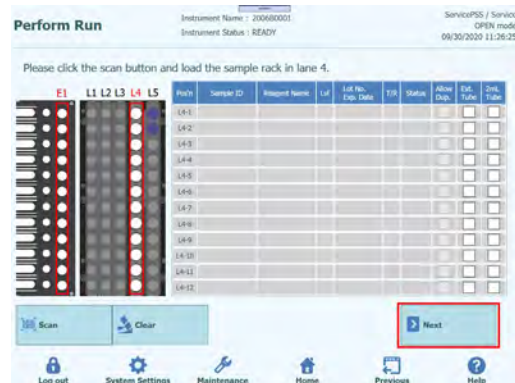 Perform Run
Instrument Name : 200680001
Instrument Status : READY
ServicePSS / Service
OPEN mode
09/30/2020 11:26:25
Please click the scan button and load the sample rack in lane 4.
E1 L1 L2 L3 L4 L5
Pos'n Sample ID Reagent Name Lvl Lot No. Exp. Date T/R Status Allow Dup. Ext. Tube 2mL Tube
L4-1
L4-2
L4-3
L4-4
L4-5
L4-6
L4-7
L4-8
L4-9
L4-10
L4-11
L4-12
Scan Clear Next
Log out System Settings Maintenance Home Previous Help